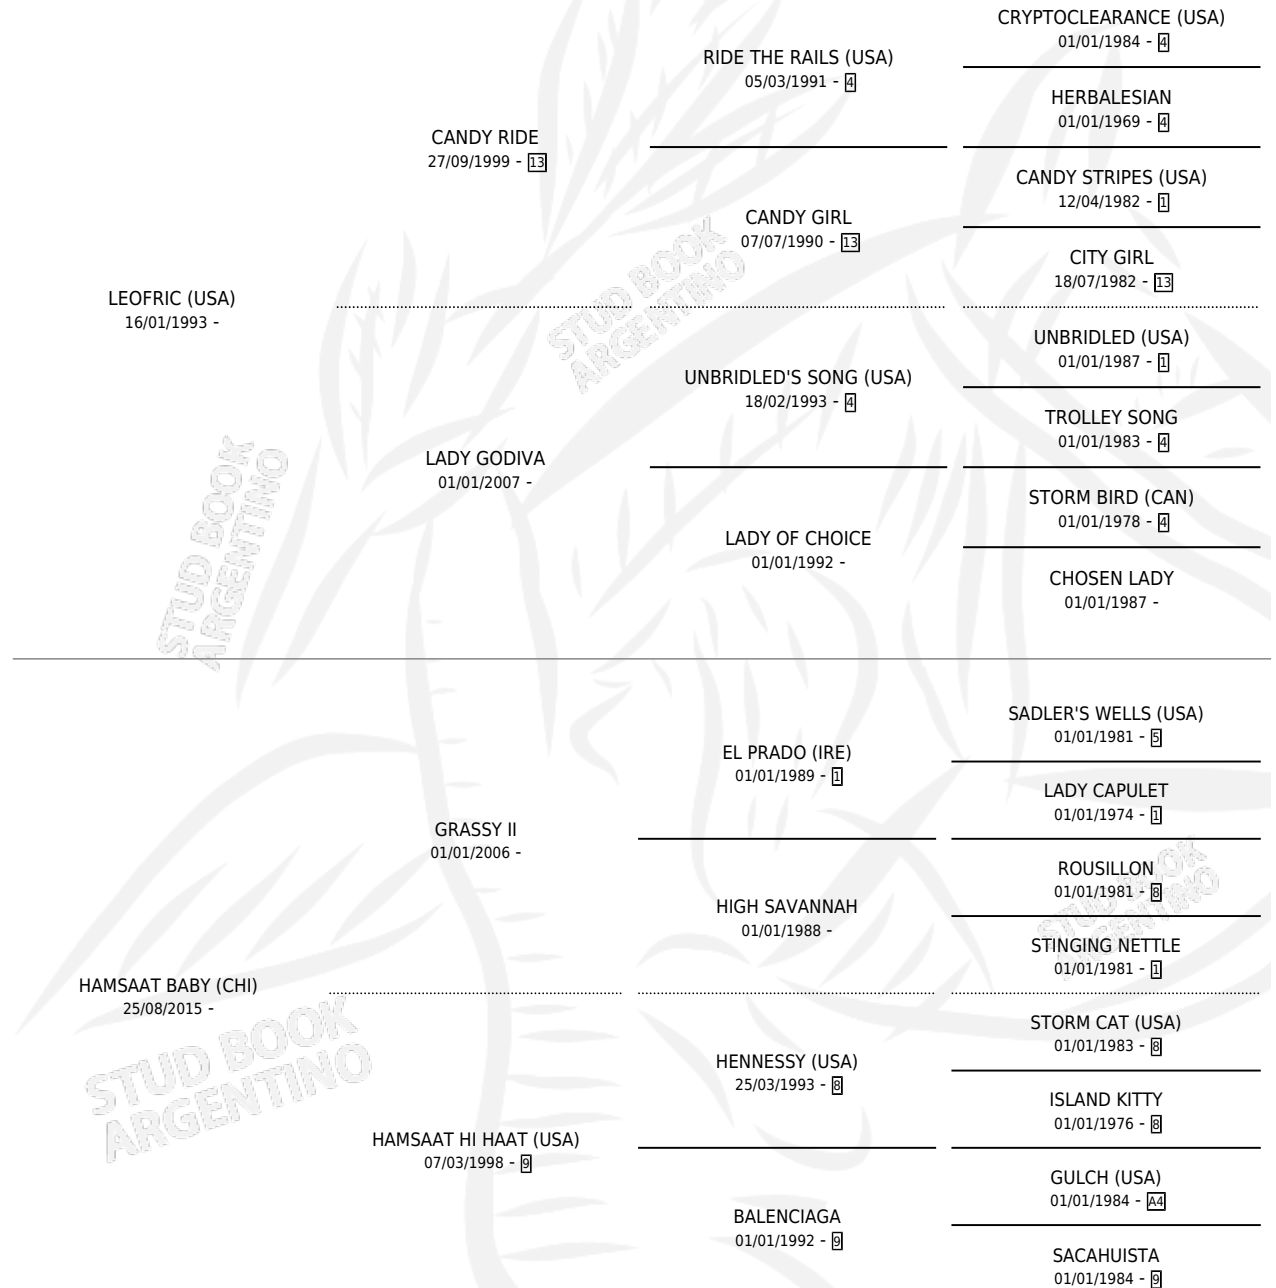 CRYPTOCLEARANCE (USA)
01/01/1984 - 4
RIDE THE RAILS (USA)
05/03/1991 - 4
HERBALESIAN
01/01/1969 - 4
CANDY RIDE
27/09/1999 - 13
CANDY STRIPES (USA)
12/04/1982 - 1
CANDY GIRL
07/07/1990 - 13
CITY GIRL
18/07/1982 - 13
LEOFRIC (USA)
16/01/1993 -
UNBRIDLED (USA)
01/01/1987 - 1
UNBRIDLED'S SONG (USA)
18/02/1993 - 4
TROLLEY SONG
01/01/1983 - 4
LADY GODIVA
01/01/2007 -
STORM BIRD (CAN)
01/01/1978 - 4
LADY OF CHOICE
01/01/1992 -
CHOSEN LADY
01/01/1987 -
SADLER'S WELLS (USA)
01/01/1981 - 5
EL PRADO (IRE)
01/01/1989 - 1
LADY CAPULET
01/01/1974 - 1
GRASSY II
01/01/2006 -
ROUSILLON
01/01/1981 - 8
HIGH SAVANNAH
01/01/1988 -
STINGING NETTLE
01/01/1981 - 1
HAMSAAT BABY (CHI)
25/08/2015 -
STORM CAT (USA)
01/01/1983 - 8
HENNESSY (USA)
25/03/1993 - 8
ISLAND KITTY
01/01/1976 - 8
HAMSAAT HI HAAT (USA)
07/03/1998 - 9
GULCH (USA)
01/01/1984 - A4
BALENCIAGA
01/01/1992 - 9
SACAHUISTA
01/01/1984 - 9
STUD BOOK
ARGENTINO
STUD BOOK
ARGENTINO
STUD BOOK
ARGENTINO
STUD BOOK
ARGENTINO